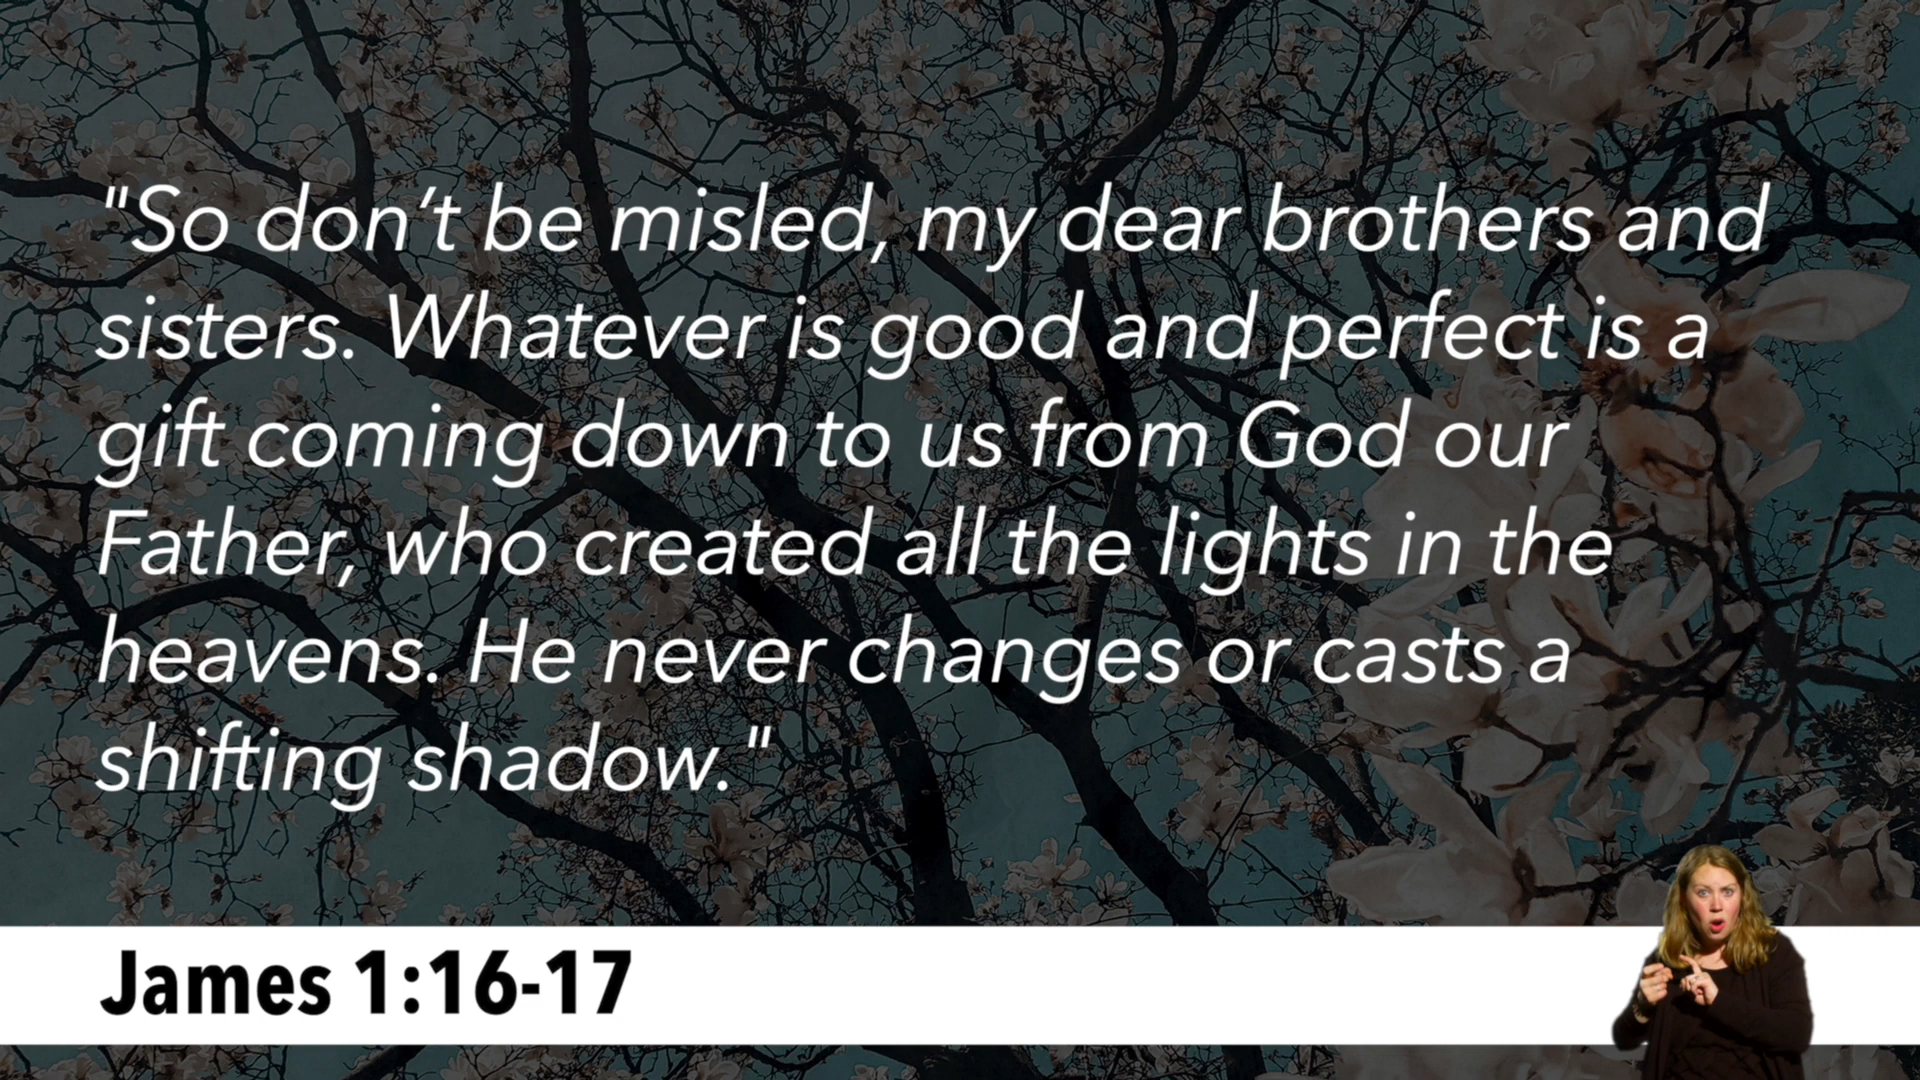 "So don’t be misled, my dear brothers and
sisters. Whatever is good and perfect is a
gift coming down to us from God our
Father, who created all the lights in the
heavens. He never changes or casts a
shifting shadow."
James 1:16-17